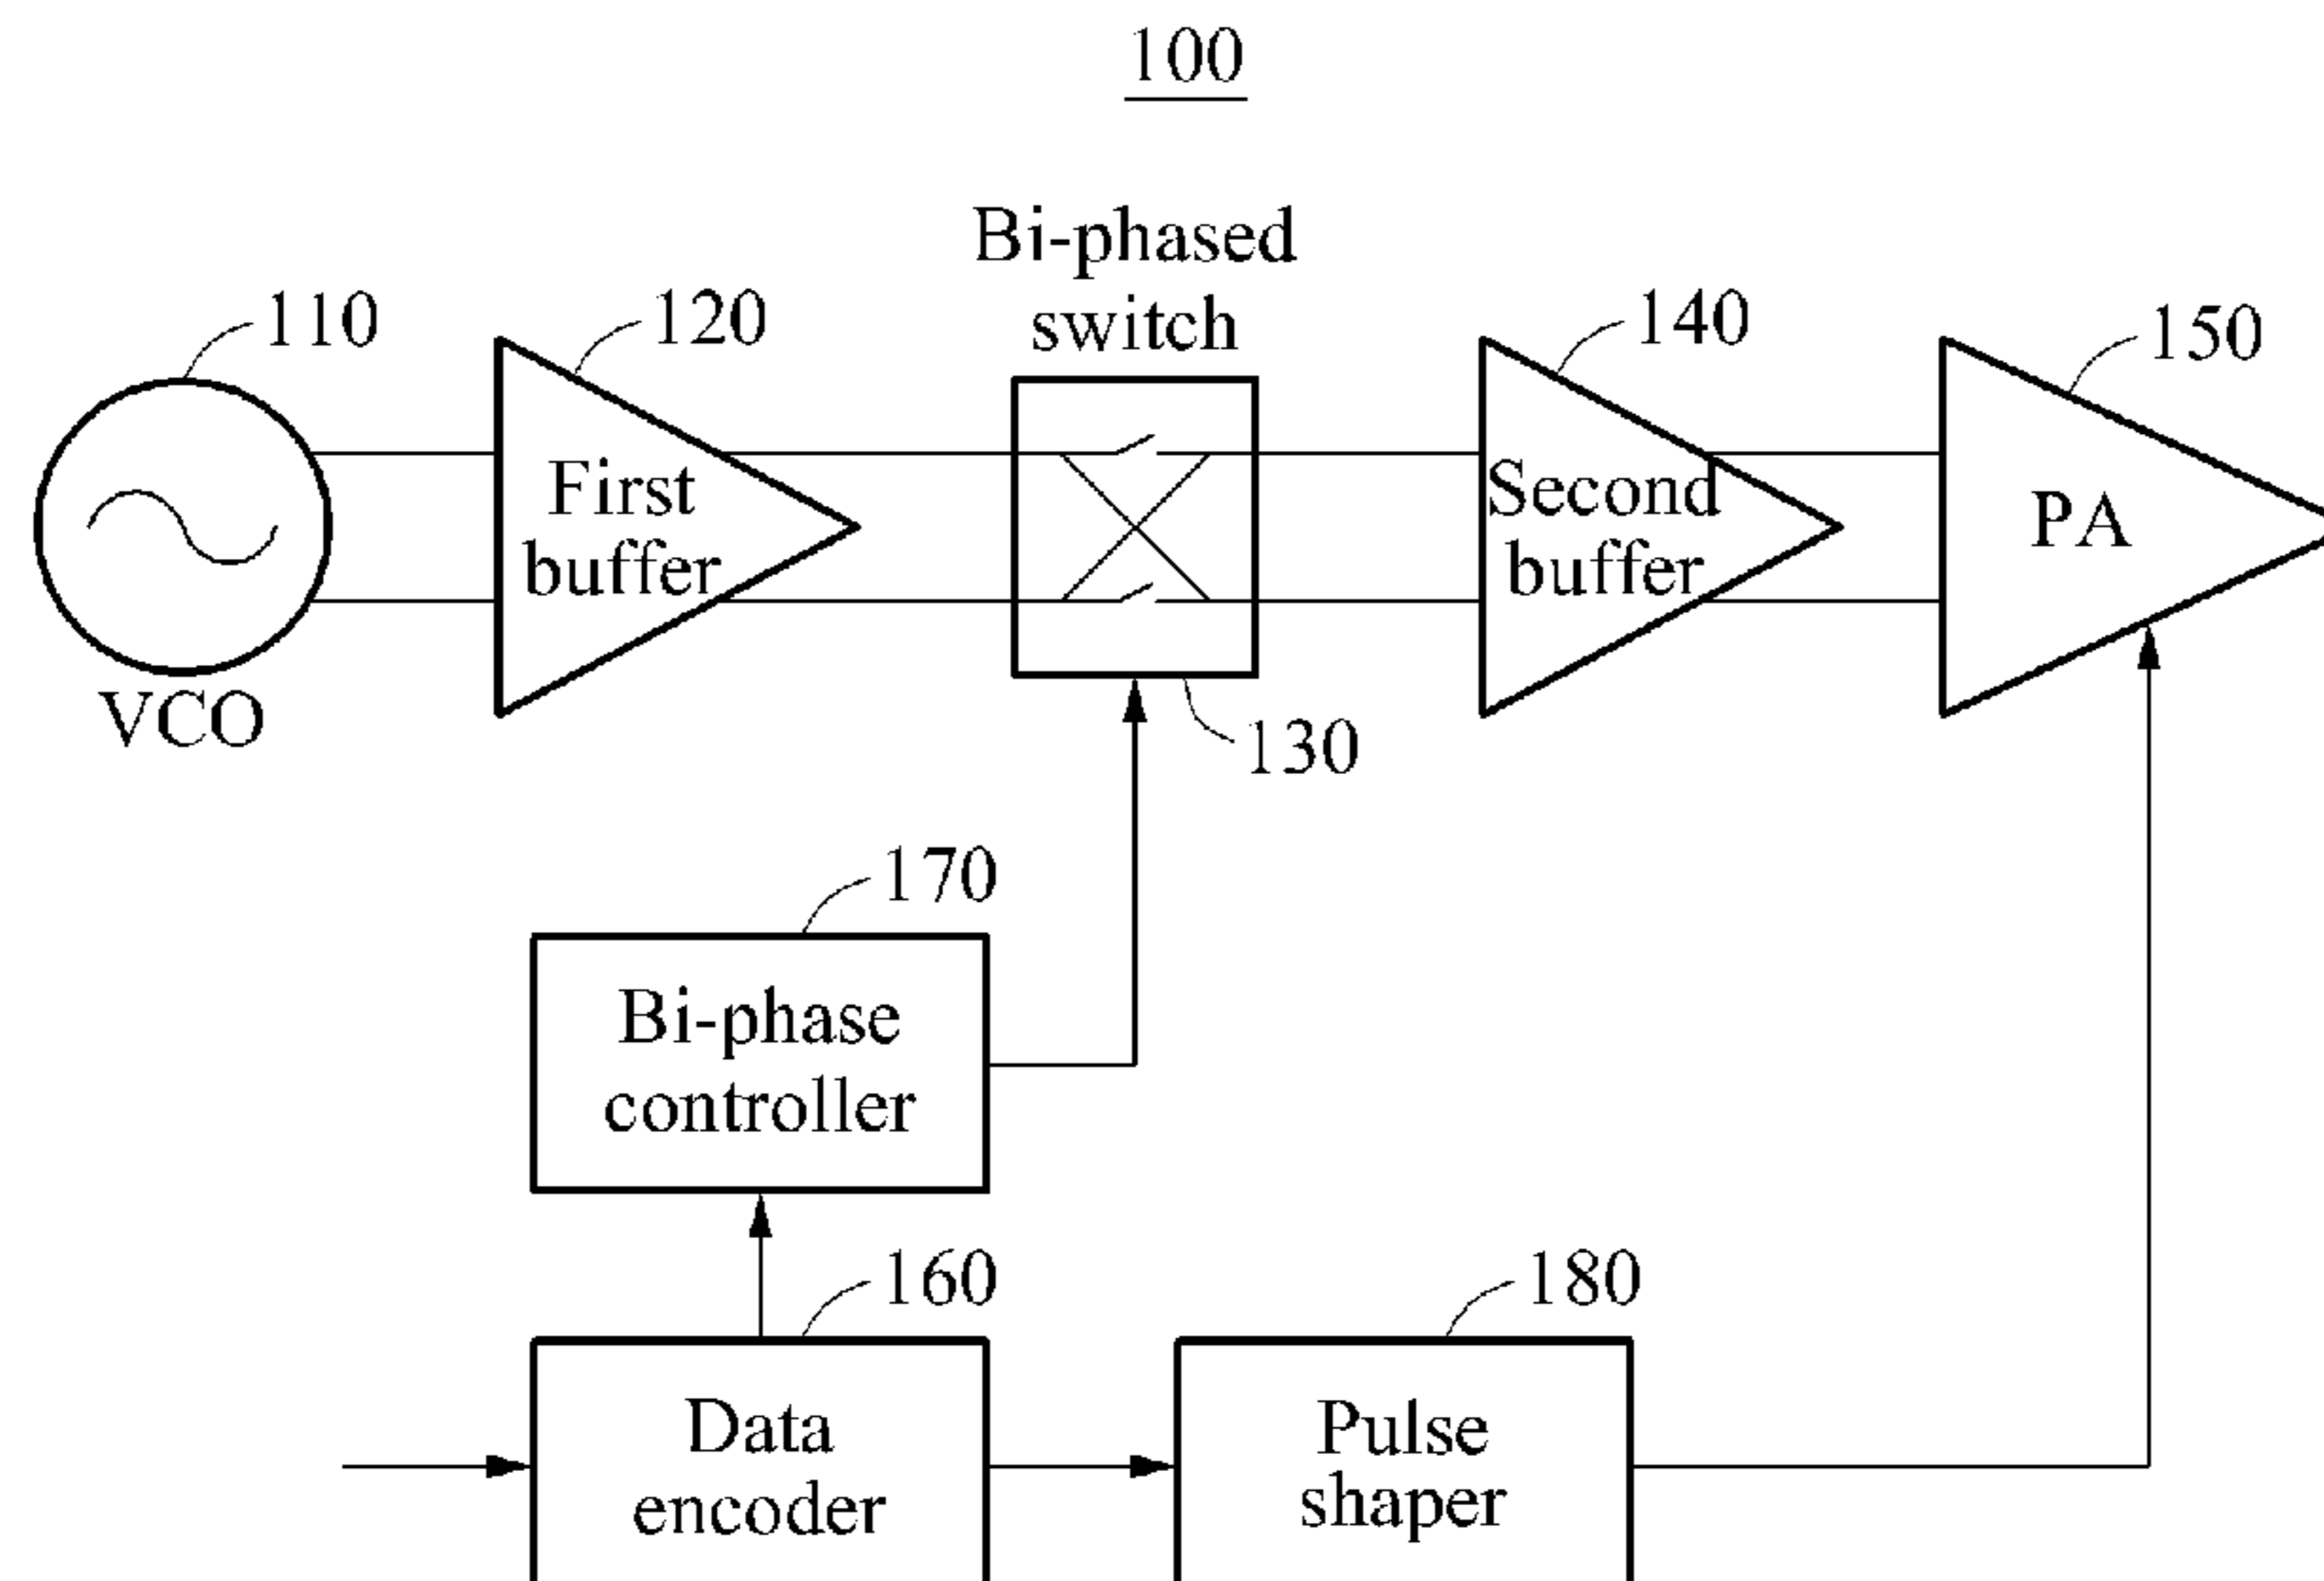 100
Bi-phased
switch
110
120
140
150
First
buffer
Second
buffer
PA
VCO
130
170
Bi-phase
controller
160
180
Data
encoder
Pulse
shaper